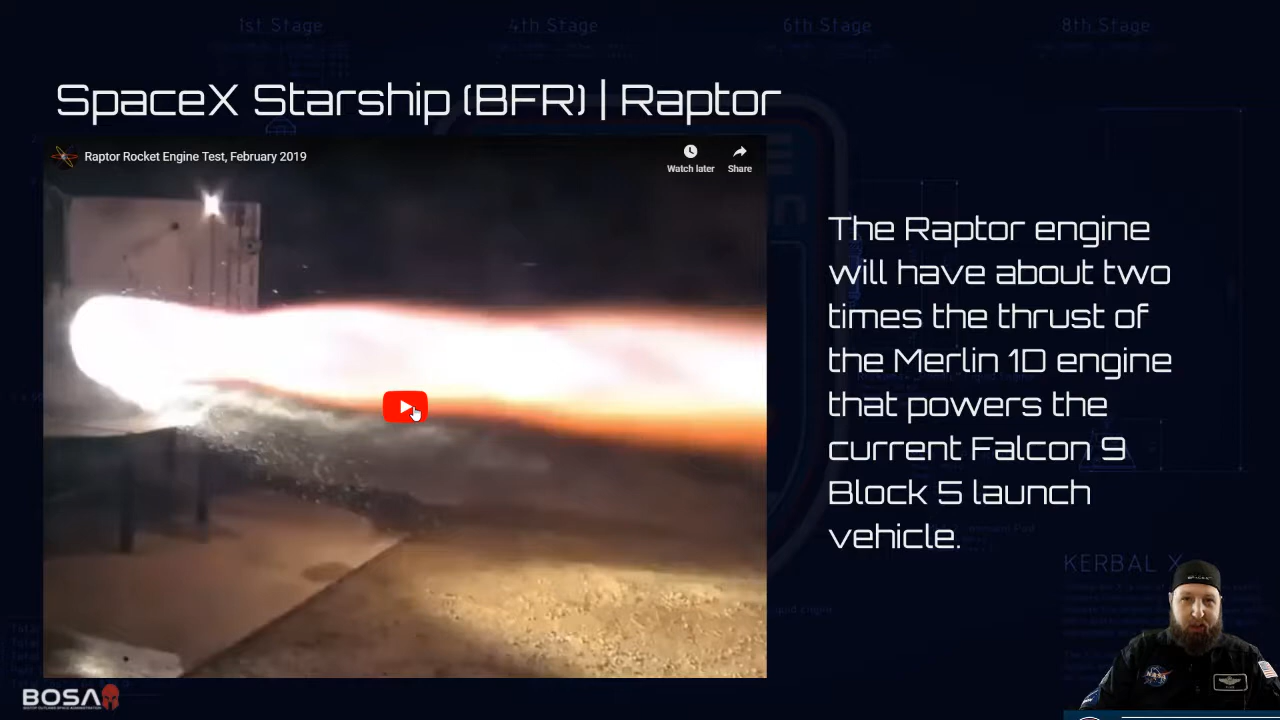 1st Stage
4th Stage
6th Stage
8th Stage
SpaceX Starship (BFR) | Raptor
Raptor Rocket Engine Test, February 2019
Watch later
Share
The Raptor engine
will have about two
times the thrust of
the Merlin 1D engine
that powers the
current Falcon 9
Block 5 launch
vehicle.
KERBAL X
BOSA
NASA